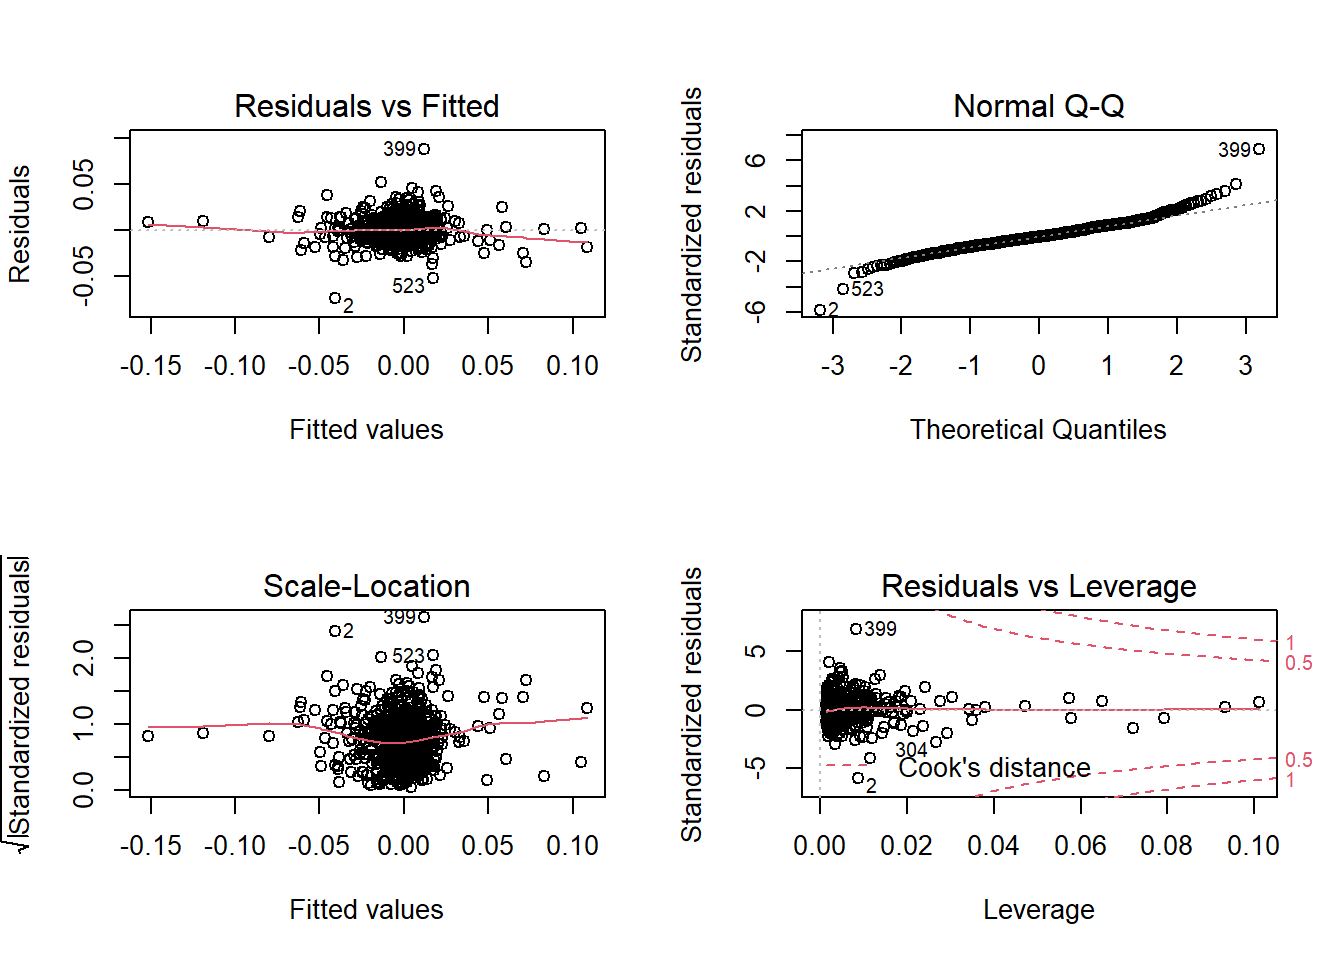 Residuals vs Fitted
Residuals
0.05
-0.05
399
523
2
-0.15 -0.10 -0.05 0.00 0.05 0.10
Fitted values
Normal Q-Q
Standardized residuals
6
2
-2
-6
399
523
2
-3 -2 -1 0 1 2 3
Theoretical Quantiles
Scale-Location
√|Standardized residuals|
2.0
1.0
0.0
399
2
523
-0.15 -0.10 -0.05 0.00 0.05 0.10
Fitted values
Residuals vs Leverage
Standardized residuals
5
0
-5
399
304
2
Cook's distance
1
0.5
0.5
1
0.00 0.02 0.04 0.06 0.08 0.10
Leverage